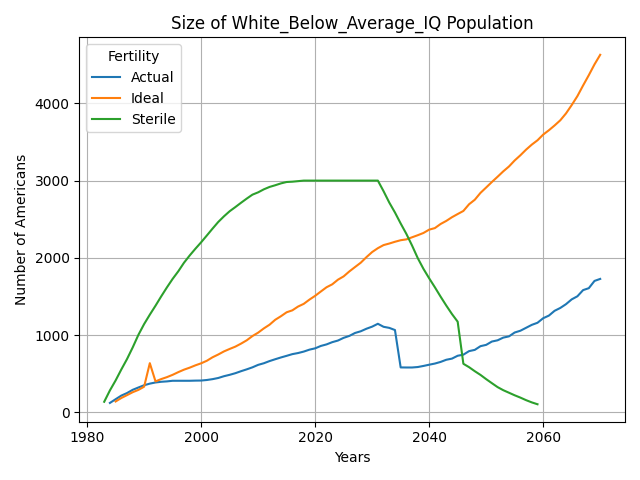 Size of White_Below_Average_IQ Population
Fertility
Actual
Ideal
Sterile
Number of Americans
4000
3000
2000
1000
0
1980 2000 2020 2040 2060
Years